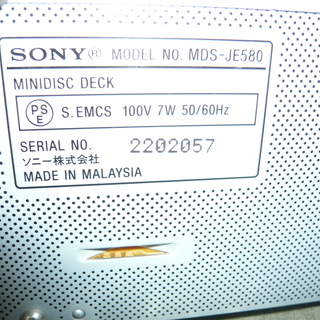 SONY® MODEL NO. MDS-JE580
MINIDISC DECK
PSE S.EMCS 100V 7W 50/60Hz
SERIAL NO. 2202057
ソニー株式会社
MADE IN MALAYSIA